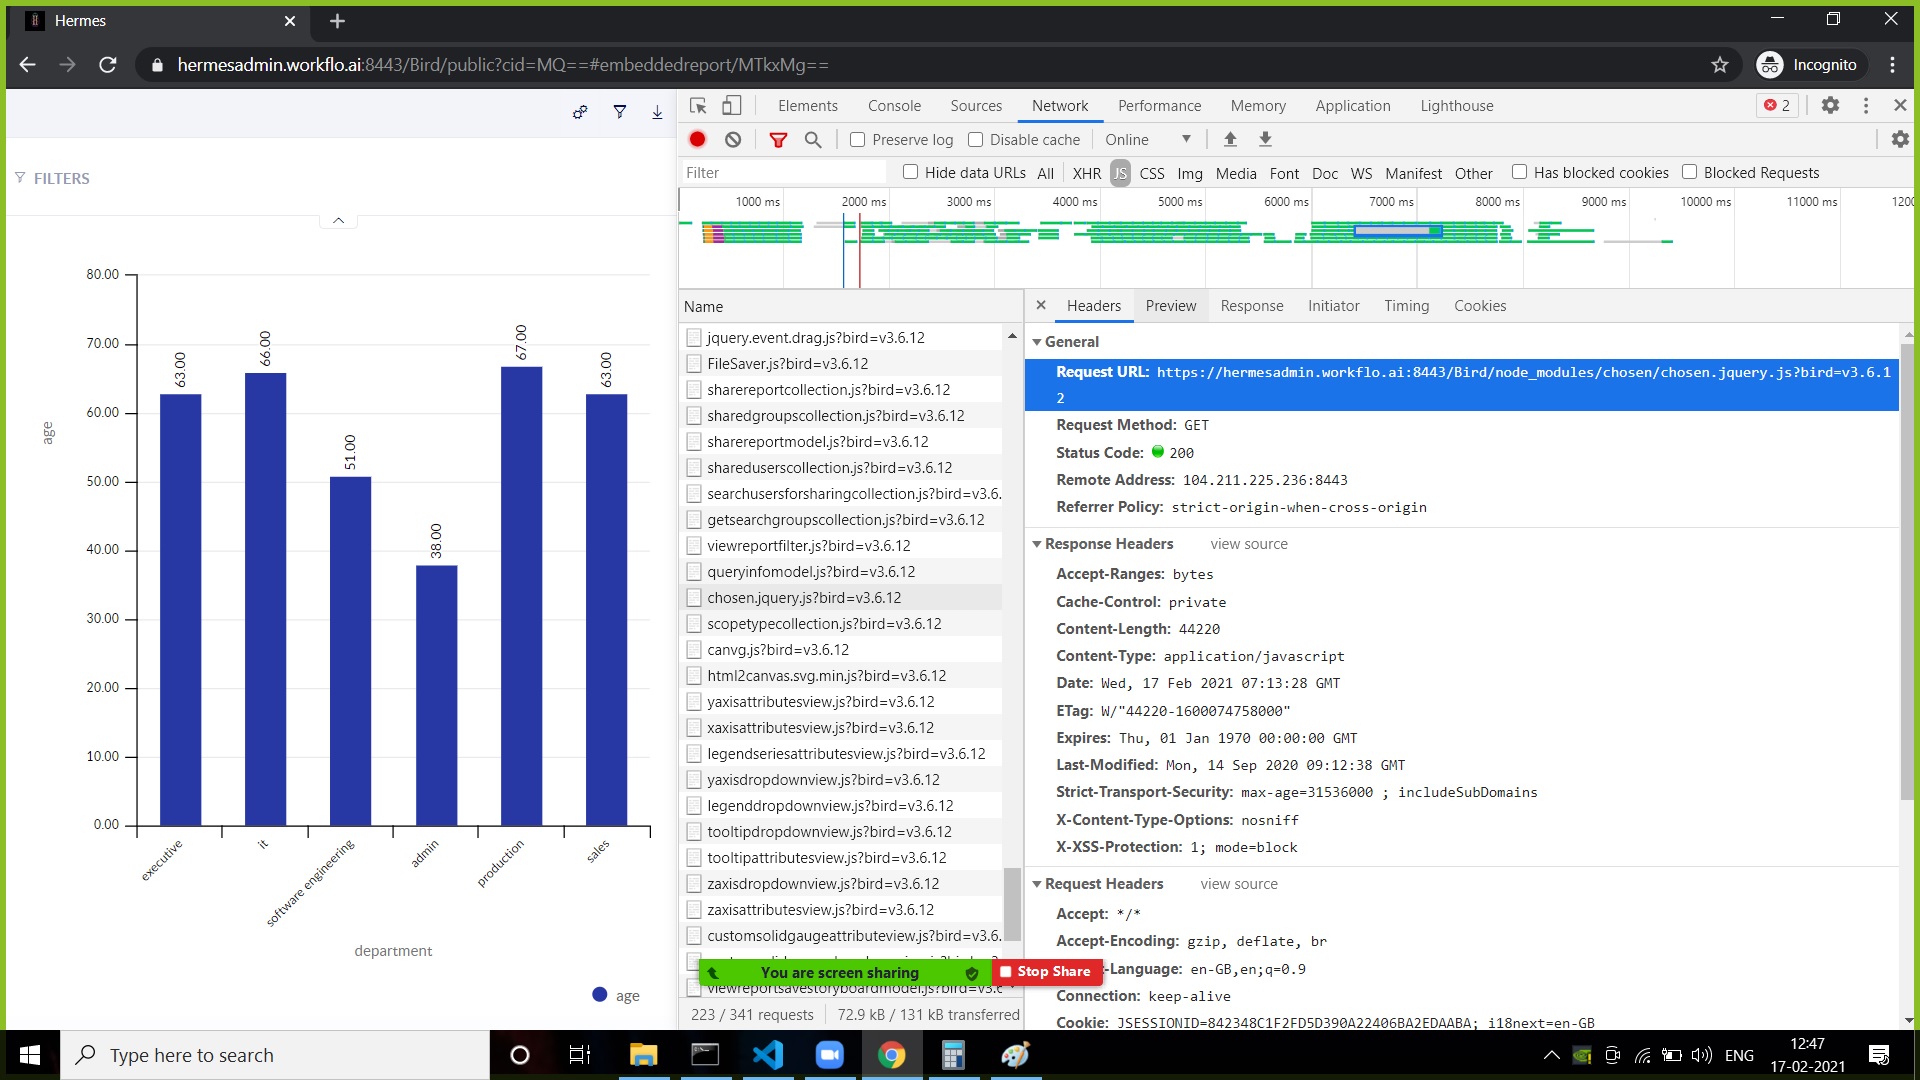 Hermes
hermesadmin.workflo.ai:8443/Bird/public?cid=MQ==#embeddedreport/MTkxMg==
Incognito
FILTERS
80.00
70.00
60.00
50.00
40.00
30.00
20.00
10.00
0.00
age
63.00
66.00
51.00
38.00
67.00
63.00
executive
it
software engineering
admin
production
sales
department
age
Elements Console Sources Network Performance Memory Application Lighthouse 2
Preserve log Disable cache Online
Filter Hide data URLs All XHR JS CSS Img Media Font Doc WS Manifest Other Has blocked cookies Blocked Requests
1000 ms 2000 ms 3000 ms 4000 ms 5000 ms 6000 ms 7000 ms 8000 ms 9000 ms 10000 ms 11000 ms 1200
Name
jquery.event.drag.js?bird=v3.6.12
FileSaver.js?bird=v3.6.12
sharereportcollection.js?bird=v3.6.12
sharedgroupscollection.js?bird=v3.6.12
sharereportmodel.js?bird=v3.6.12
shareduserscollection.js?bird=v3.6.12
searchusersforsharingcollection.js?bird=v3.6.
getsearchgroupscollection.js?bird=v3.6.12
viewreportfilter.js?bird=v3.6.12
queryinfomodel.js?bird=v3.6.12
chosen.jquery.js?bird=v3.6.12
scopetypecollection.js?bird=v3.6.12
canvg.js?bird=v3.6.12
html2canvas.svg.min.js?bird=v3.6.12
yaxisattributesview.js?bird=v3.6.12
xaxisattributesview.js?bird=v3.6.12
legendseriesattributesview.js?bird=v3.6.12
yaxisdropdownview.js?bird=v3.6.12
legenddropdownview.js?bird=v3.6.12
tooltipdropdownview.js?bird=v3.6.12
tooltipattributesview.js?bird=v3.6.12
zaxisdropdownview.js?bird=v3.6.12
zaxisattributesview.js?bird=v3.6.12
customsolidgaugeattributeview.js?bird=v3.6.
You are screen sharing Stop Share
viewreportsavestoryboardmodel.js?bird=v3.6
223 / 341 requests 72.9 kB / 131 kB transferred
Headers Preview Response Initiator Timing Cookies
General
Request URL: https://hermesadmin.workflo.ai:8443/Bird/node_modules/chosen/chosen.jquery.js?bird=v3.6.1
2
Request Method: GET
Status Code: 200
Remote Address: 104.211.225.236:8443
Referrer Policy: strict-origin-when-cross-origin
Response Headers view source
Accept-Ranges: bytes
Cache-Control: private
Content-Length: 44220
Content-Type: application/javascript
Date: Wed, 17 Feb 2021 07:13:28 GMT
ETag: W/"44220-1600074758000"
Expires: Thu, 01 Jan 1970 00:00:00 GMT
Last-Modified: Mon, 14 Sep 2020 09:12:38 GMT
Strict-Transport-Security: max-age=31536000 ; includeSubDomains
X-Content-Type-Options: nosniff
X-XSS-Protection: 1; mode=block
Request Headers view source
Accept: */*
Accept-Encoding: gzip, deflate, br
-Language: en-GB,en;q=0.9
Connection: keep-alive
Cookie: JSESSIONID=842348C1F2FD5D390A22406BA2EDAABA; i18next=en-GB
Type here to search
ENG
12:47
17-02-2021